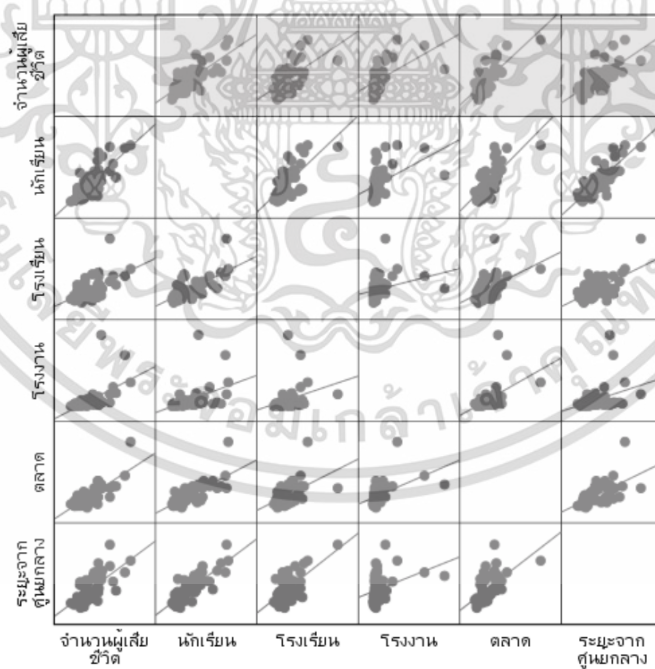 จำนวนผู้เสีย
ชีวิต
นักเรียน
โรงเรียน
โรงงาน
ตลาด
ระยะจาก
ศูนย์กลาง
จำนวนผู้เสีย
ชีวิต
นักเรียน
โรงเรียน
โรงงาน
ตลาด
ระยะจาก
ศูนย์กลาง